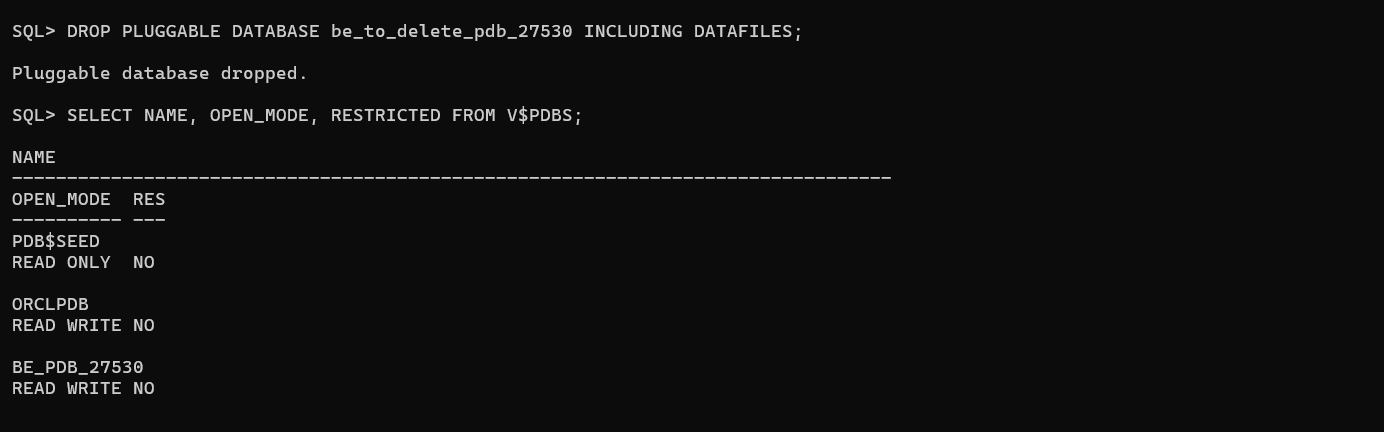 SQL> DROP PLUGGABLE DATABASE be_to_delete_pdb_27530 INCLUDING DATAFILES;
Pluggable database dropped.
SQL> SELECT NAME, OPEN_MODE, RESTRICTED FROM V$PDBS;
NAME
--------------------------------------------------------------------------------
OPEN_MODE  RES
---------- ---
PDB$SEED
READ ONLY  NO
ORCLPDB
READ WRITE NO
BE_PDB_27530
READ WRITE NO